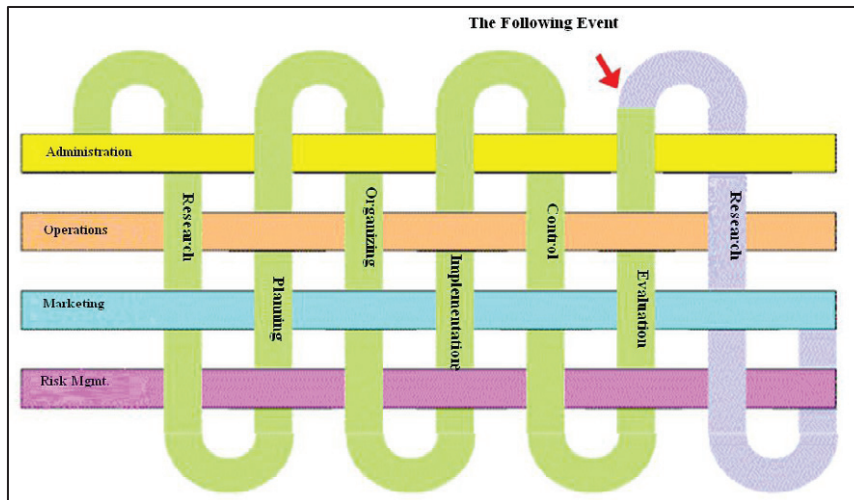 The Following Event
Administration
Operations
Marketing
Risk Mgmt.
Research
Planning
Organizing
Implementatione
Control
Evaluation
Research